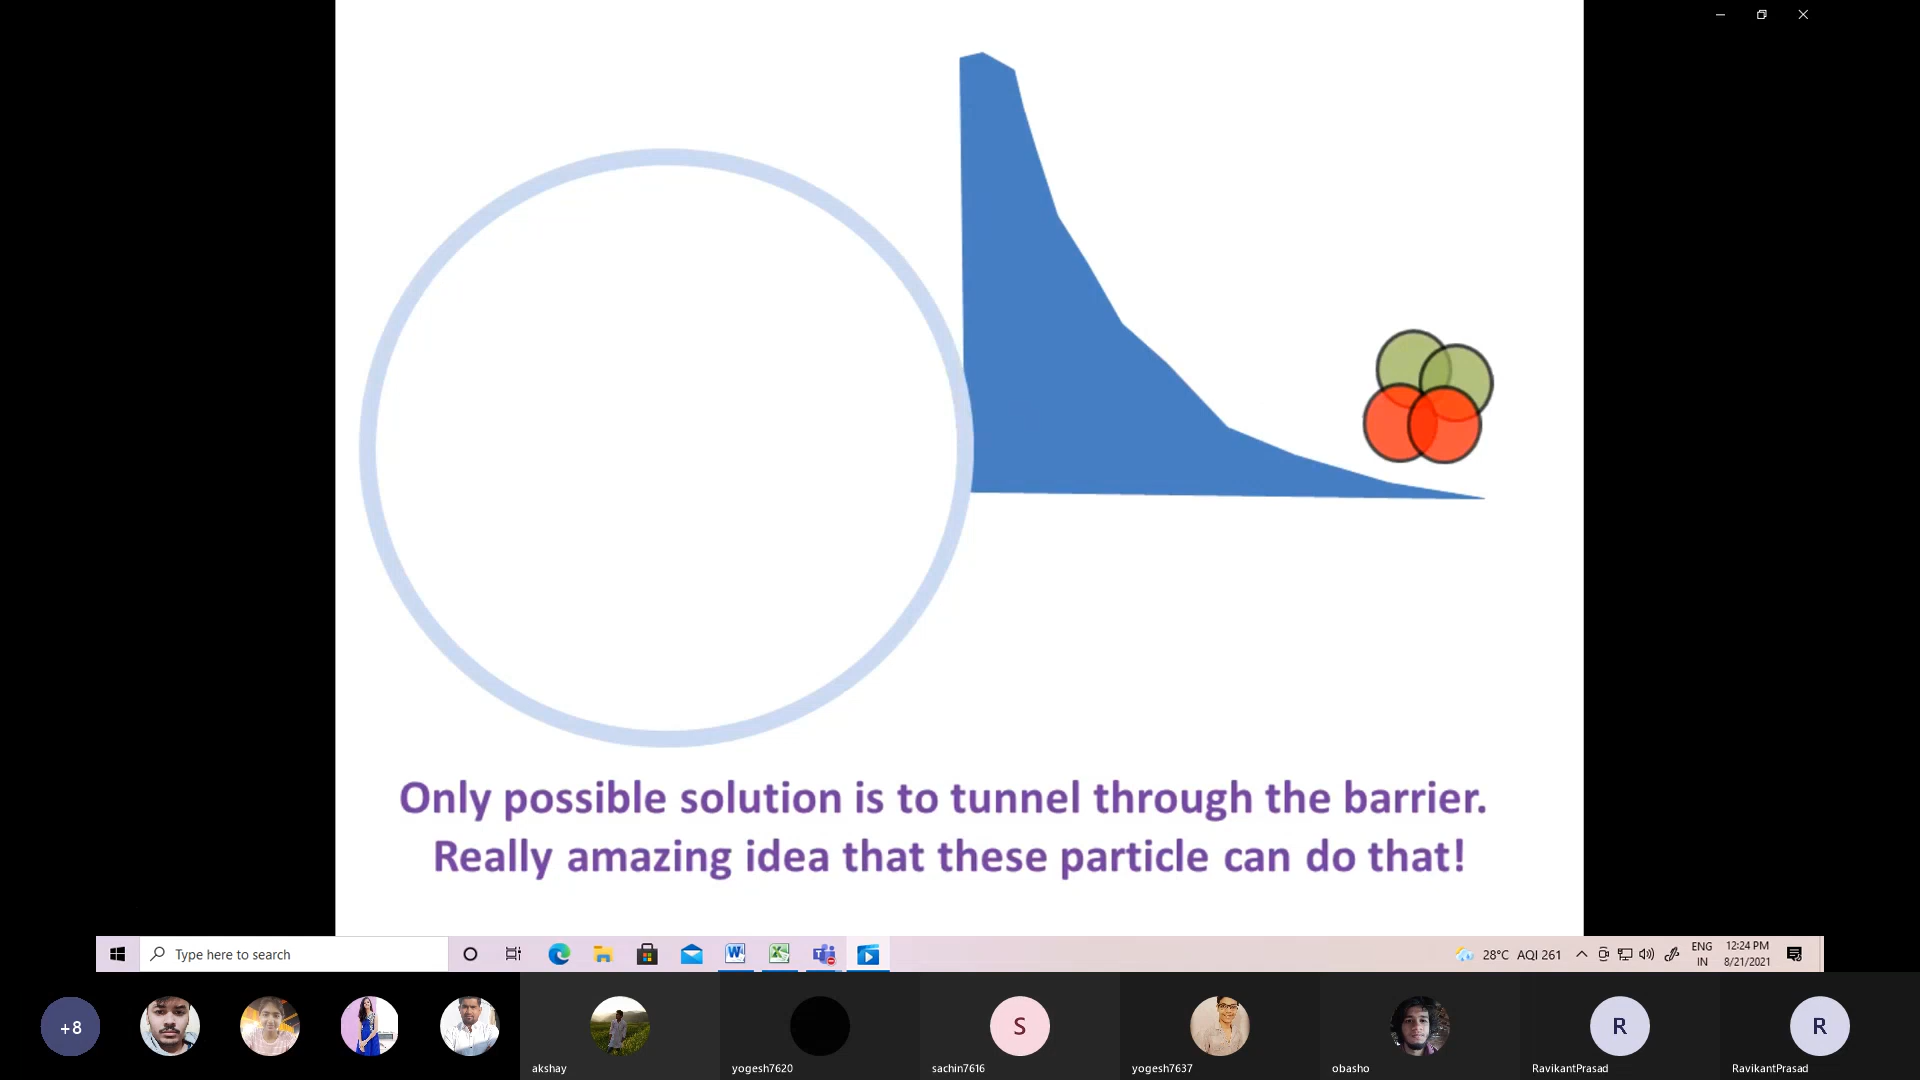 Only possible solution is to tunnel through the barrier.
Really amazing idea that these particle can do that!
Type here to search
28°C AQI 261
ENG
IN
12:24 PM
8/21/2021
+8
S
R
R
akshay
yogesh7620
sachin7616
yogesh7637
obasho
RavikantPrasad
RavikantPrasad